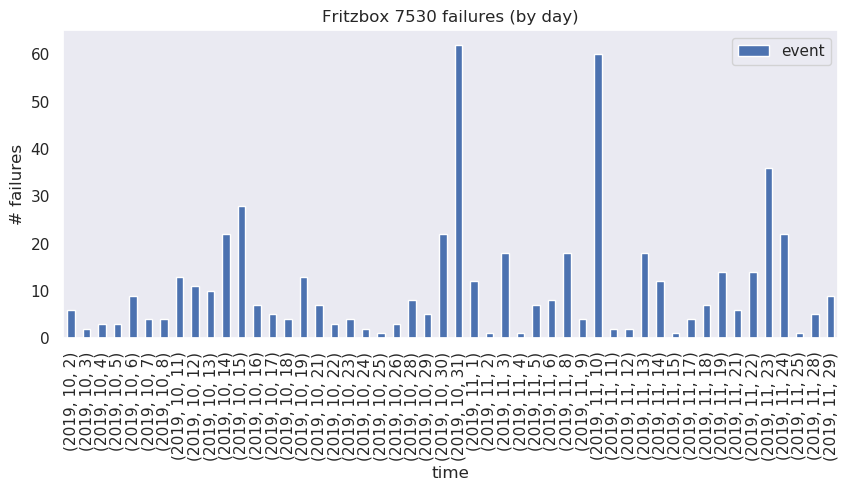 Fritzbox 7530 failures (by day)
event
# failures
60
50
40
30
20
10
0
(2019, 10, 2)
(2019, 10, 3)
(2019, 10, 4)
(2019, 10, 5)
(2019, 10, 6)
(2019, 10, 7)
(2019, 10, 8)
(2019, 10, 11)
(2019, 10, 12)
(2019, 10, 13)
(2019, 10, 14)
(2019, 10, 15)
(2019, 10, 16)
(2019, 10, 17)
(2019, 10, 18)
(2019, 10, 19)
(2019, 10, 21)
(2019, 10, 22)
(2019, 10, 23)
(2019, 10, 24)
(2019, 10, 25)
(2019, 10, 26)
(2019, 10, 28)
(2019, 10, 29)
(2019, 10, 30)
(2019, 10, 31)
(2019, 11, 1)
(2019, 11, 2)
(2019, 11, 3)
(2019, 11, 4)
(2019, 11, 5)
(2019, 11, 6)
(2019, 11, 8)
(2019, 11, 9)
(2019, 11, 10)
(2019, 11, 11)
(2019, 11, 12)
(2019, 11, 13)
(2019, 11, 14)
(2019, 11, 15)
(2019, 11, 17)
(2019, 11, 18)
(2019, 11, 19)
(2019, 11, 21)
(2019, 11, 22)
(2019, 11, 23)
(2019, 11, 24)
(2019, 11, 25)
(2019, 11, 28)
(2019, 11, 29)
time